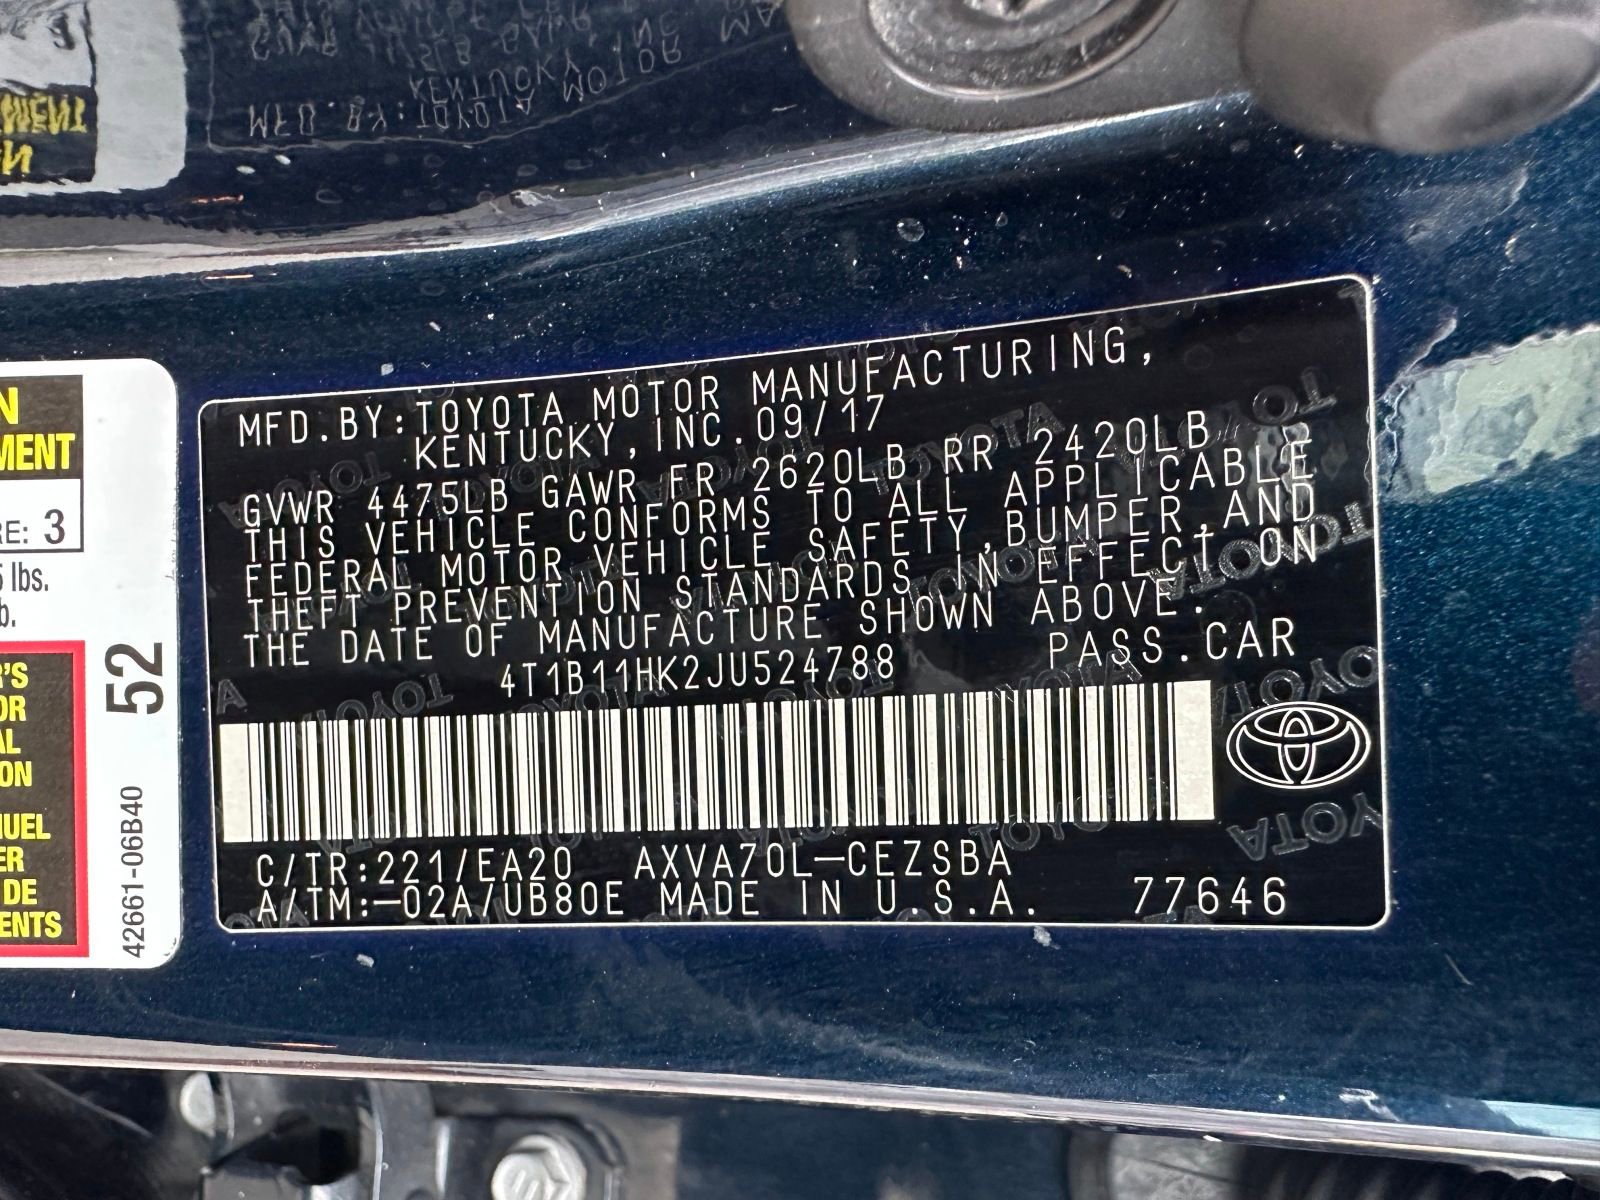 MFD.BY:TOYOTA MOTOR MANUFACTURING,
KENTUCKY, INC.09/17
GVWR 4475LB GAWR FR 2620LB RR 2420LB
THIS VEHICLE CONFORMS TO ALL APPLICABLE
FEDERAL MOTOR VEHICLE SAFETY,BUMPER,AND
THEFT PREVENTION STANDARDS IN EFFECT ON
THE DATE OF MANUFACTURE SHOWN ABOVE.
4T1B11HK2JU524788 PASS.CAR
C/TR:221/EA20 AXVA70L-CEZSBA
A/TM:-02A/UB80E MADE IN U.S.A. 77646
3
lbs.
52
42661-06B40
DE